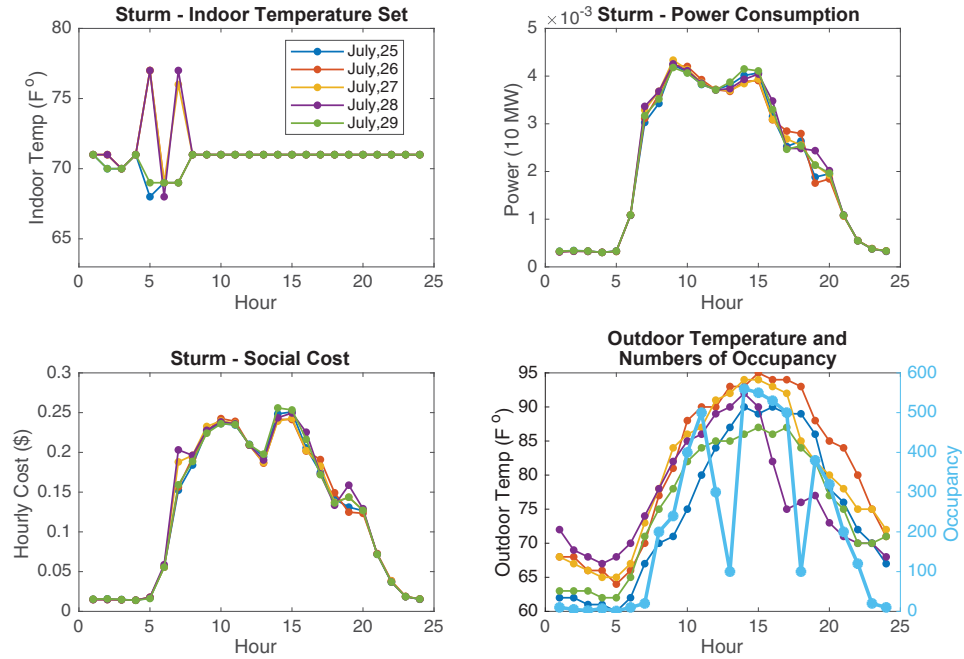 Sturm - Indoor Temperature Set
80
75
70
65
Indoor Temp (F°)
0 5 10 15 20 25
Hour
July,25
July,26
July,27
July,28
July,29
Sturm - Power Consumption
×10⁻³
5
4
3
2
1
0
Power (10 MW)
0 5 10 15 20 25
Hour
Sturm - Social Cost
0.3
0.25
0.2
0.15
0.1
0.05
0
Hourly Cost ($)
0 5 10 15 20 25
Hour
Outdoor Temperature and
Numbers of Occupancy
95
90
85
80
75
70
65
60
Outdoor Temp (F°)
600
500
400
300
200
100
0
Occupancy
0 5 10 15 20 25
Hour